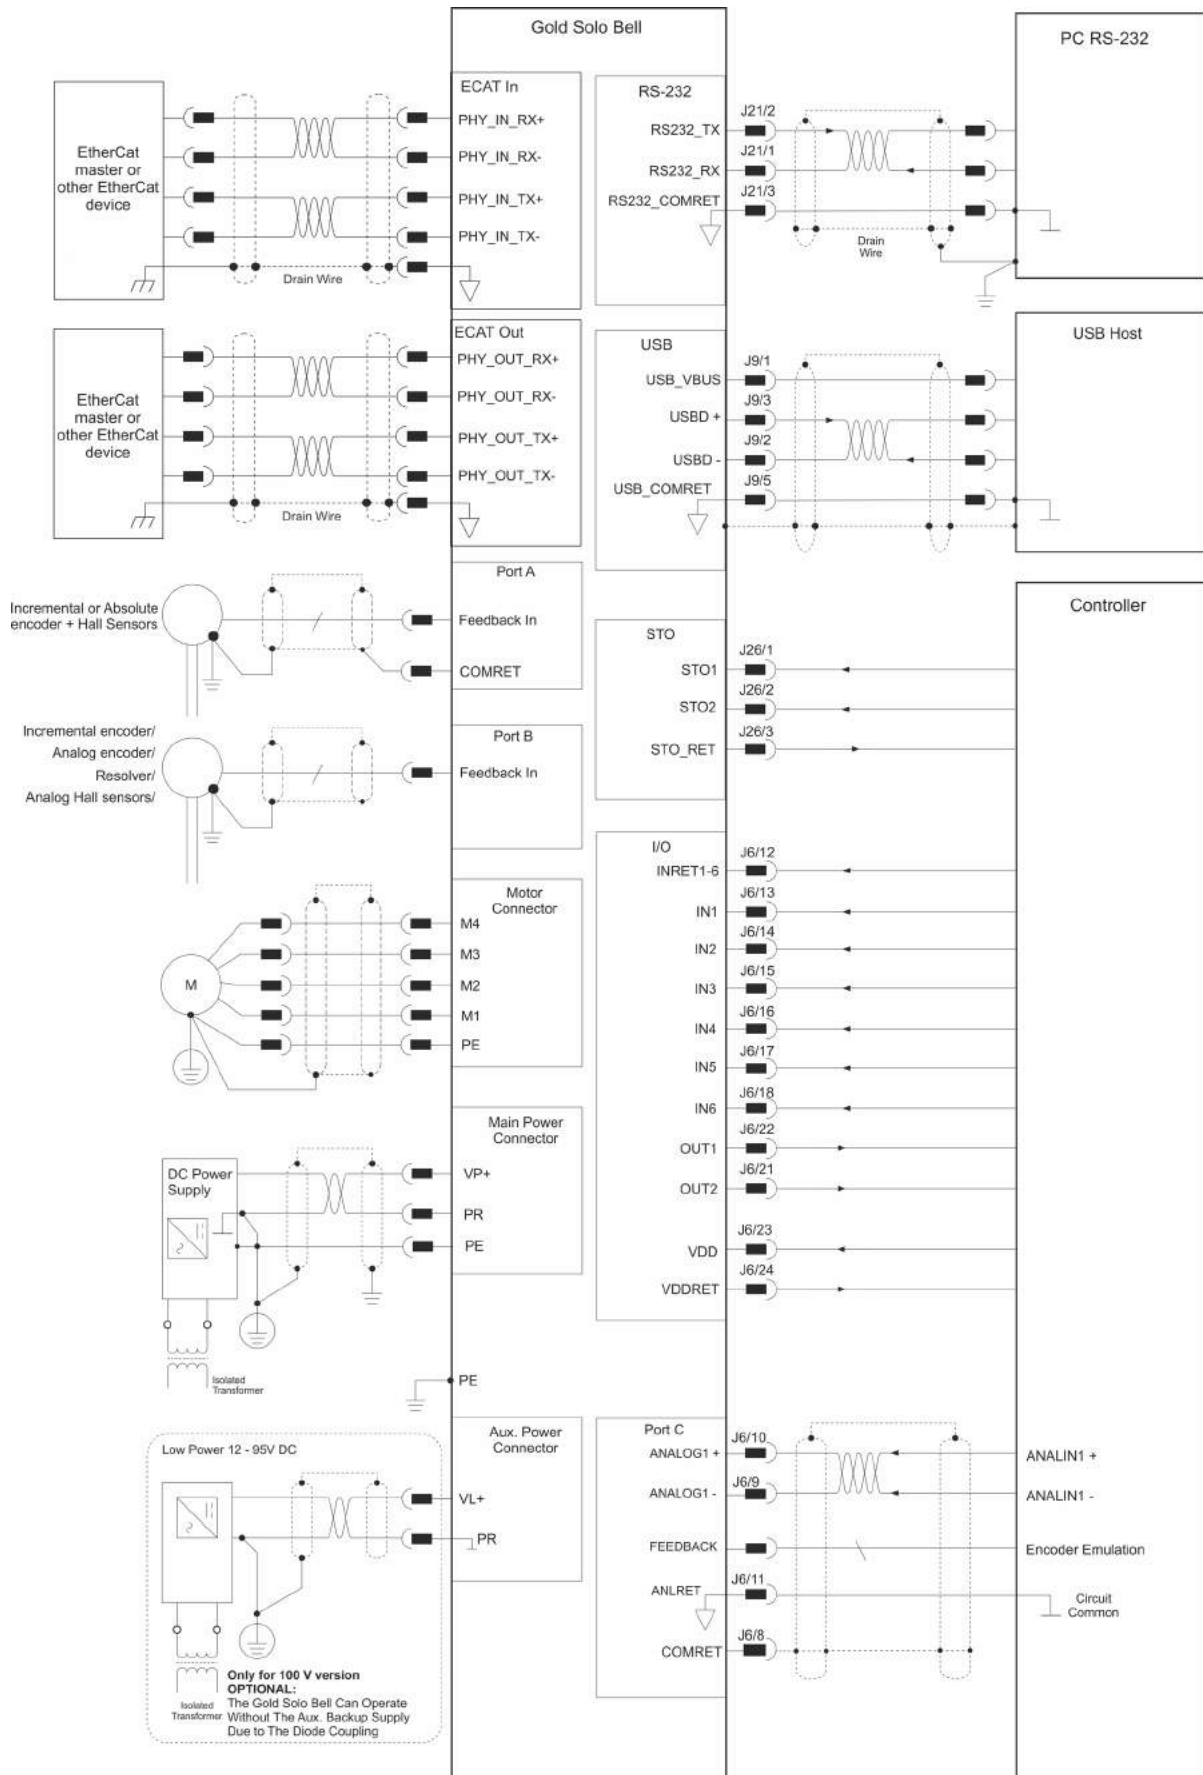 Gold Solo Bell
PC RS-232
ECAT In
PHY_IN_RX+
PHY_IN_RX-
PHY_IN_TX+
PHY_IN_TX-
EtherCat
master or
other EtherCat
device
Drain Wire
RS-232
RS232_TX
RS232_RX
RS232_COMRET
J21/2
J21/1
J21/3
Drain
Wire
ECAT Out
PHY_OUT_RX+
PHY_OUT_RX-
PHY_OUT_TX+
PHY_OUT_TX-
EtherCat
master or
other EtherCat
device
Drain Wire
USB
USB_VBUS
USBD +
USBD -
USB_COMRET
J9/1
J9/3
J9/2
J9/5
USB Host
Port A
Feedback In
COMRET
Incremental or Absolute
encoder + Hall Sensors
Controller
STO
STO1
STO2
STO_RET
J26/1
J26/2
J26/3
Port B
Feedback In
Incremental encoder/
Analog encoder/
Resolver/
Analog Hall sensors/
I/O
INRET1-6
IN1
IN2
IN3
IN4
IN5
IN6
OUT1
OUT2
VDD
VDDRET
J6/12
J6/13
J6/14
J6/15
J6/16
J6/17
J6/18
J6/22
J6/21
J6/23
J6/24
Motor
Connector
M4
M3
M2
M1
PE
M
Main Power
Connector
VP+
PR
PE
DC Power
Supply
Isolated
Transformer
PE
Aux. Power
Connector
VL+
PR
Low Power 12 - 95V DC
Isolated
Transformer
Only for 100 V version
OPTIONAL:
The Gold Solo Bell Can Operate
Without The Aux. Backup Supply
Due to The Diode Coupling
Port C
ANALOG1 +
ANALOG1 -
FEEDBACK
ANLRET
COMRET
J6/10
J6/9
J6/11
J6/8
ANALIN1 +
ANALIN1 -
Encoder Emulation
Circuit
Common